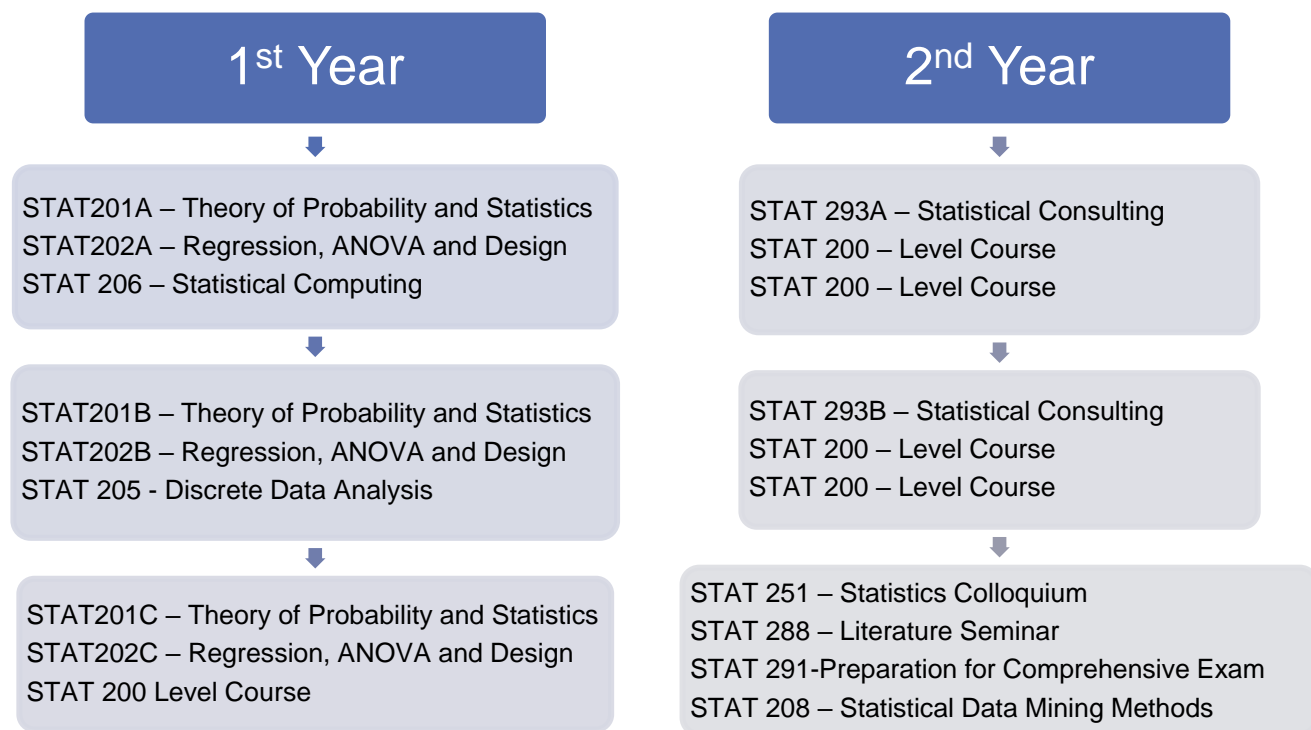 1st Year
STAT201A – Theory of Probability and Statistics
STAT202A – Regression, ANOVA and Design
STAT 206 – Statistical Computing
STAT201B – Theory of Probability and Statistics
STAT202B – Regression, ANOVA and Design
STAT 205 - Discrete Data Analysis
STAT201C – Theory of Probability and Statistics
STAT202C – Regression, ANOVA and Design
STAT 200 Level Course
2nd Year
STAT 293A – Statistical Consulting
STAT 200 – Level Course
STAT 200 – Level Course
STAT 293B – Statistical Consulting
STAT 200 – Level Course
STAT 200 – Level Course
STAT 251 – Statistics Colloquium
STAT 288 – Literature Seminar
STAT 291-Preparation for Comprehensive Exam
STAT 208 – Statistical Data Mining Methods